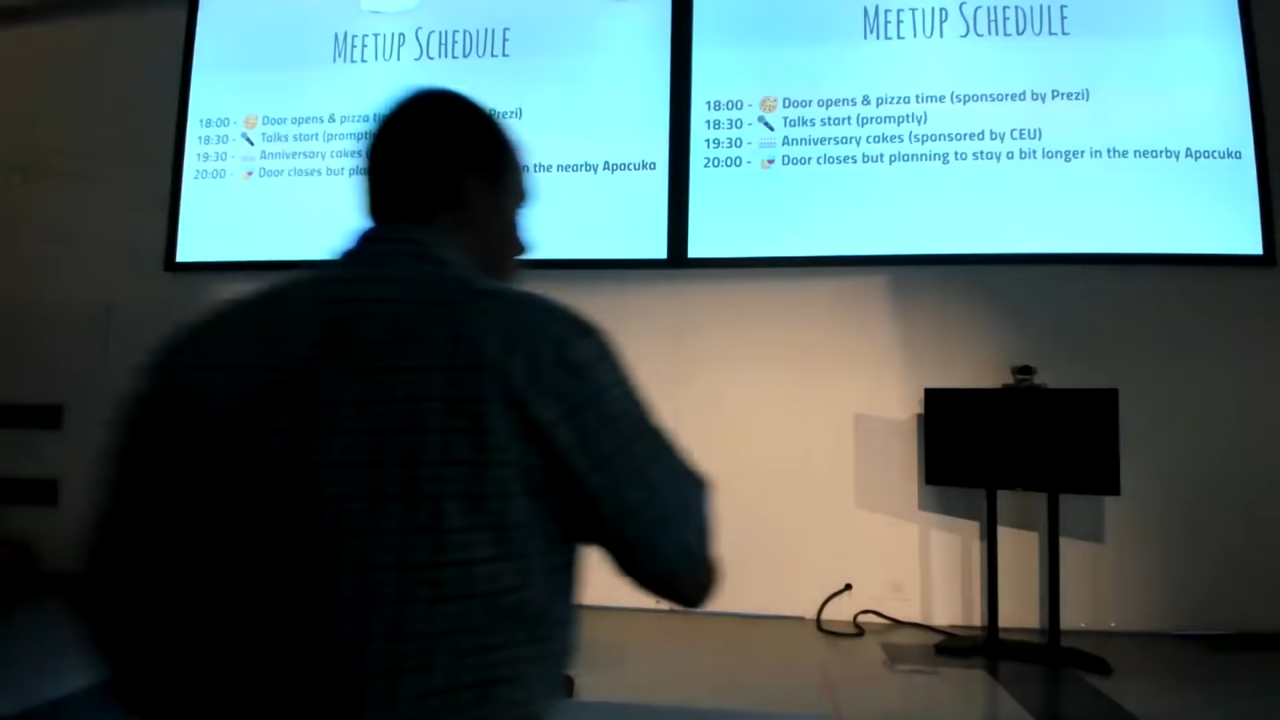 MEETUP SCHEDULE
18:00 - Door opens & pizza Prezi)
18:30 - Talks start
19:30 - Anniversary cakes
20:00 - Door closes but the nearby Apacuka
MEETUP SCHEDULE
18:00 - Door opens & pizza time (sponsored by Prezi)
18:30 - Talks start (promptly)
19:30 - Anniversary cakes (sponsored by CEU)
20:00 - Door closes but planning to stay a bit longer in the nearby Apacuka